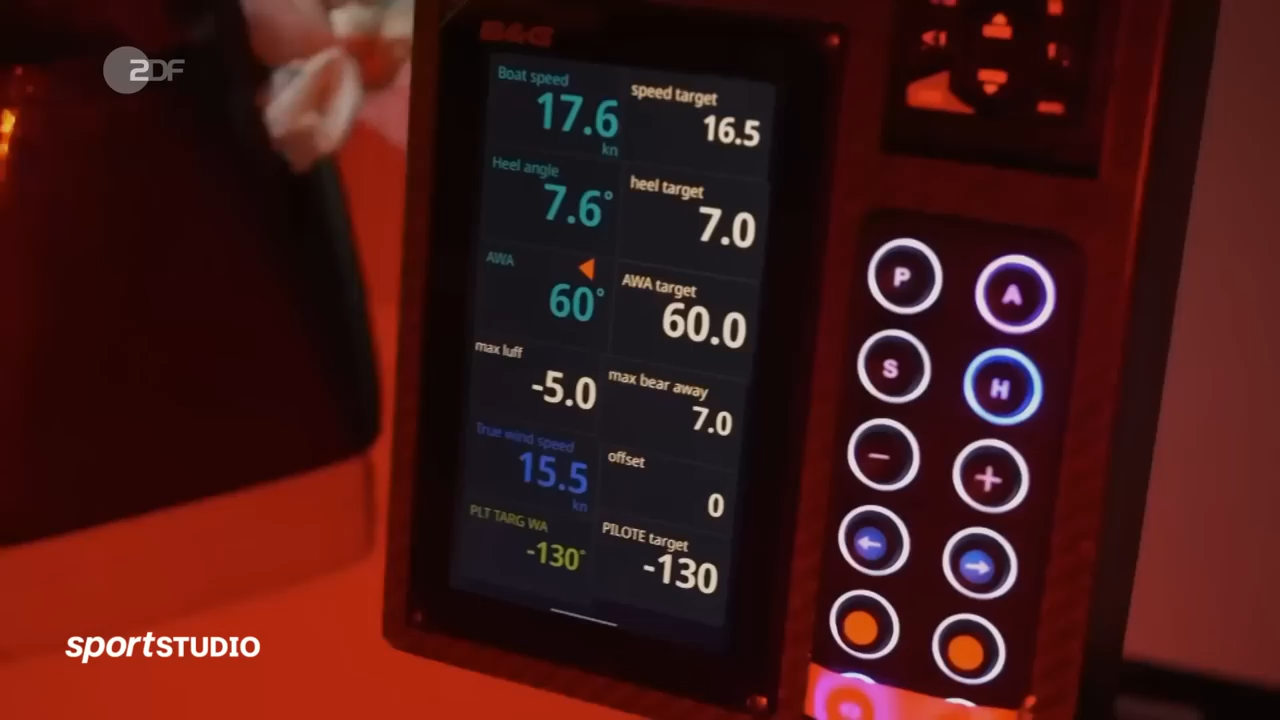 2DF
B&G
Boat speed
17.6
kn
speed target
16.5
Heel angle
7.6°
heel target
7.0
AWA
60°
AWA target
60.0
max luff
-5.0
max bear away
7.0
True wind speed
15.5
kn
offset
0
PLT TARG WA
-130°
PILOTE target
-130
P
A
S
H
−
+
←
→
sportSTUDIO